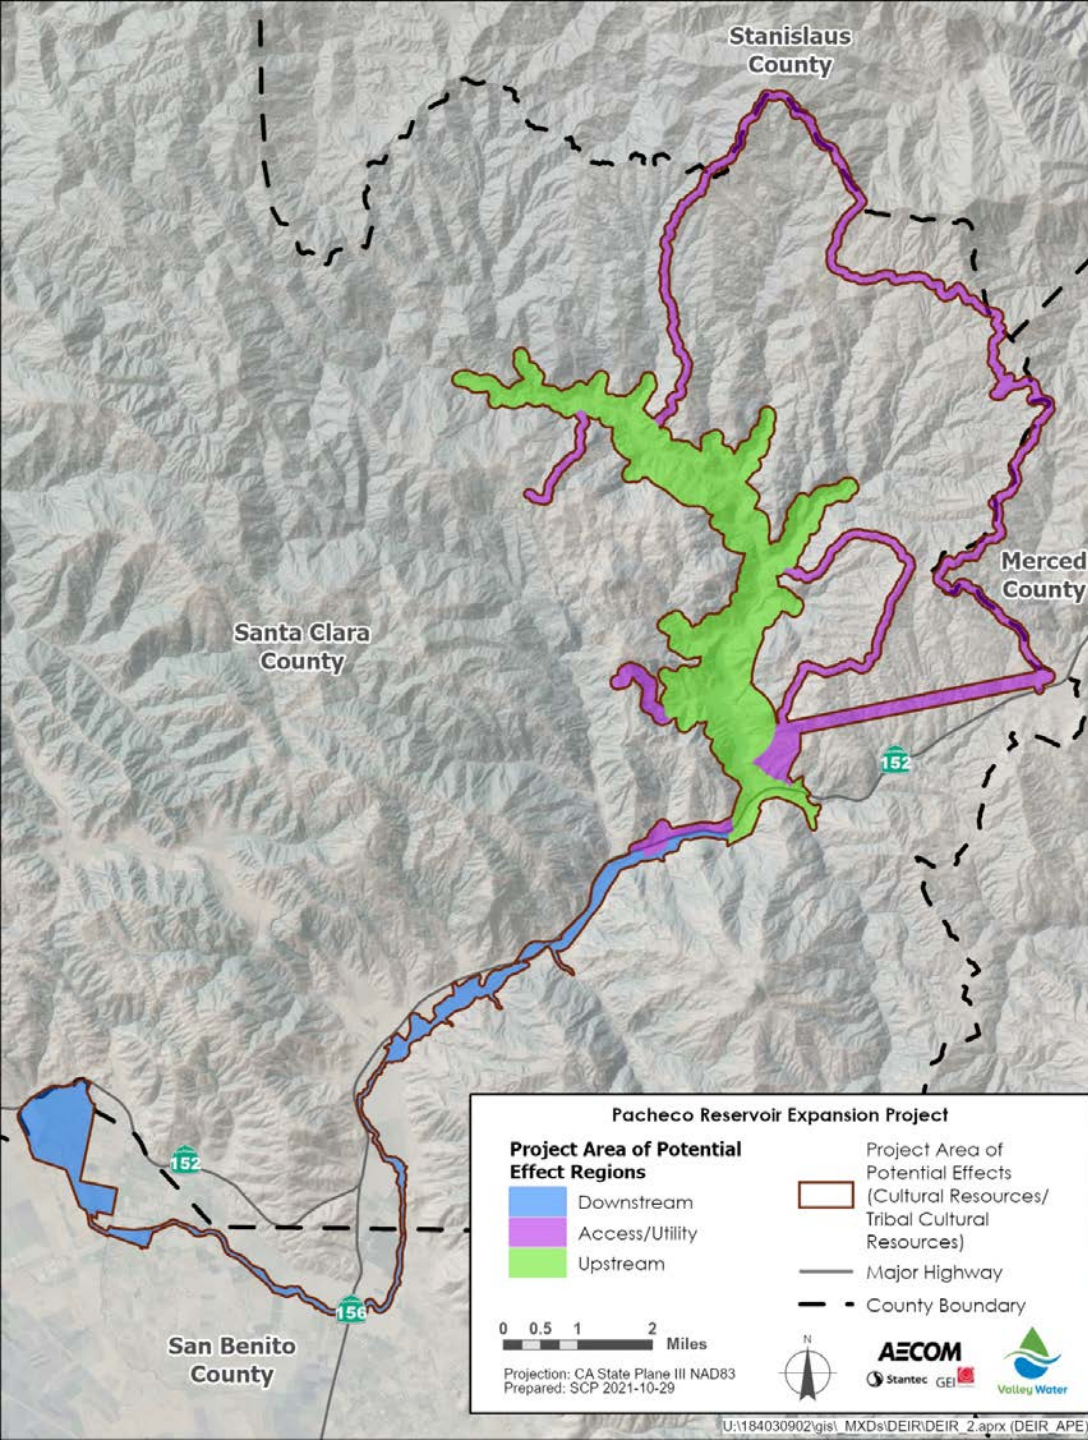 Stanislaus
County
Merced
County
Santa Clara
County
152
152
156
San Benito
County
Pacheco Reservoir Expansion Project
Project Area of Potential
Effect Regions
Downstream
Access/Utility
Upstream
Project Area of
Potential Effects
(Cultural Resources/
Tribal Cultural
Resources)
Major Highway
County Boundary
0 0.5 1 2
Miles
Projection: CA State Plane III NAD83
Prepared: SCP 2021-10-29
N
AECOM
Stantec GEI
Valley Water
U:\184030902\gis\_MXDs\DEIR\DEIR_2.aprx (DEIR_APE)